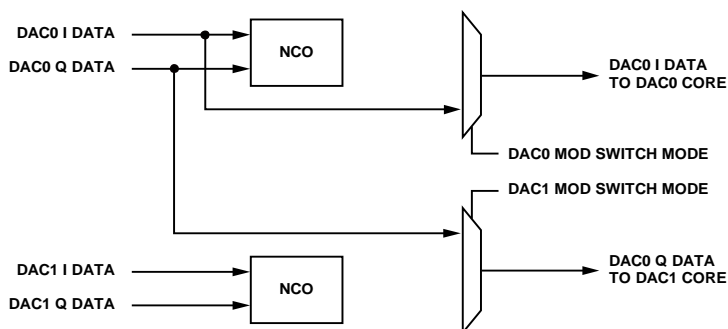 DAC0 I DATA
DAC0 Q DATA
NCO
DAC0 I DATA
TO DAC0 CORE
DAC0 MOD SWITCH MODE
DAC1 MOD SWITCH MODE
DAC1 I DATA
DAC1 Q DATA
NCO
DAC0 Q DATA
TO DAC1 CORE